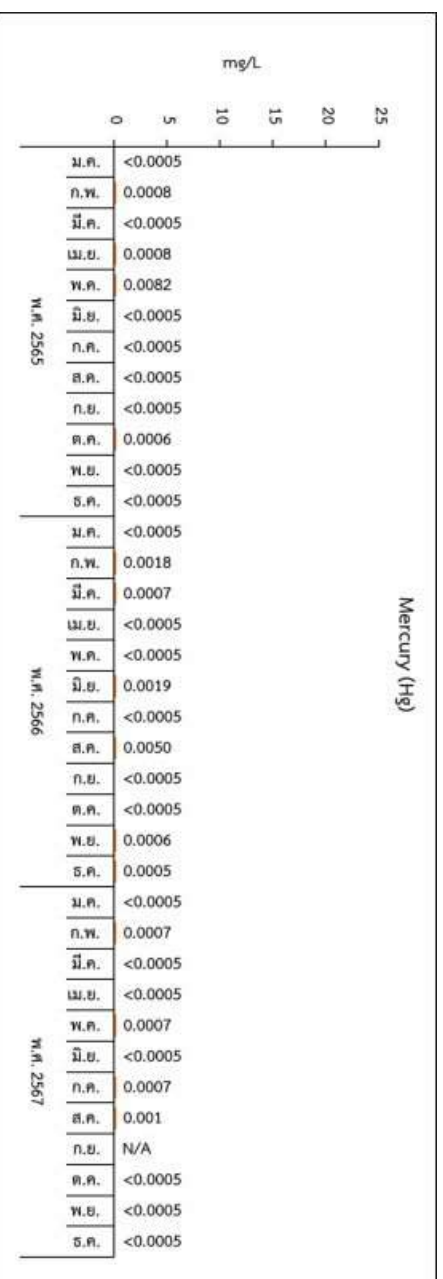 Mercury (Hg)
mg/L
25
20
15
10
5
0
<0.0005
0.0008
<0.0005
0.0008
0.0082
<0.0005
<0.0005
<0.0005
<0.0005
0.0006
<0.0005
<0.0005
<0.0005
0.0018
0.0007
<0.0005
<0.0005
0.0019
<0.0005
0.0050
<0.0005
<0.0005
0.0006
0.0005
<0.0005
0.0007
<0.0005
<0.0005
0.0007
<0.0005
0.0007
0.001
N/A
<0.0005
<0.0005
<0.0005
ม.ค.
ก.พ.
มี.ค.
เม.ย.
พ.ค.
มิ.ย.
ก.ค.
ส.ค.
ก.ย.
ต.ค.
พ.ย.
ธ.ค.
ม.ค.
ก.พ.
มี.ค.
เม.ย.
พ.ค.
มิ.ย.
ก.ค.
ส.ค.
ก.ย.
ต.ค.
พ.ย.
ธ.ค.
ม.ค.
ก.พ.
มี.ค.
เม.ย.
พ.ค.
มิ.ย.
ก.ค.
ส.ค.
ก.ย.
ต.ค.
พ.ย.
ธ.ค.
พ.ศ. 2565
พ.ศ. 2566
พ.ศ. 2567